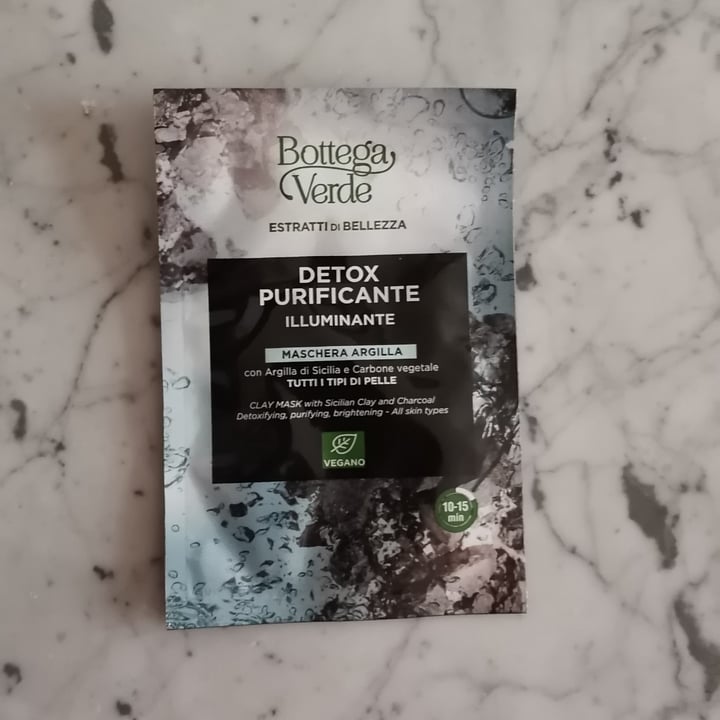 Bottega
Verde
ESTRATTI DI BELLEZZA
DETOX
PURIFICANTE
ILLUMINANTE
MASCHERA ARGILLA
con Argilla di Sicilia e Carbone vegetale
TUTTI I TIPI DI PELLE
CLAY MASK with Sicilian Clay and Charcoal
Detoxifying, purifying, brightening - All skin types
VEGANO
10-15
min